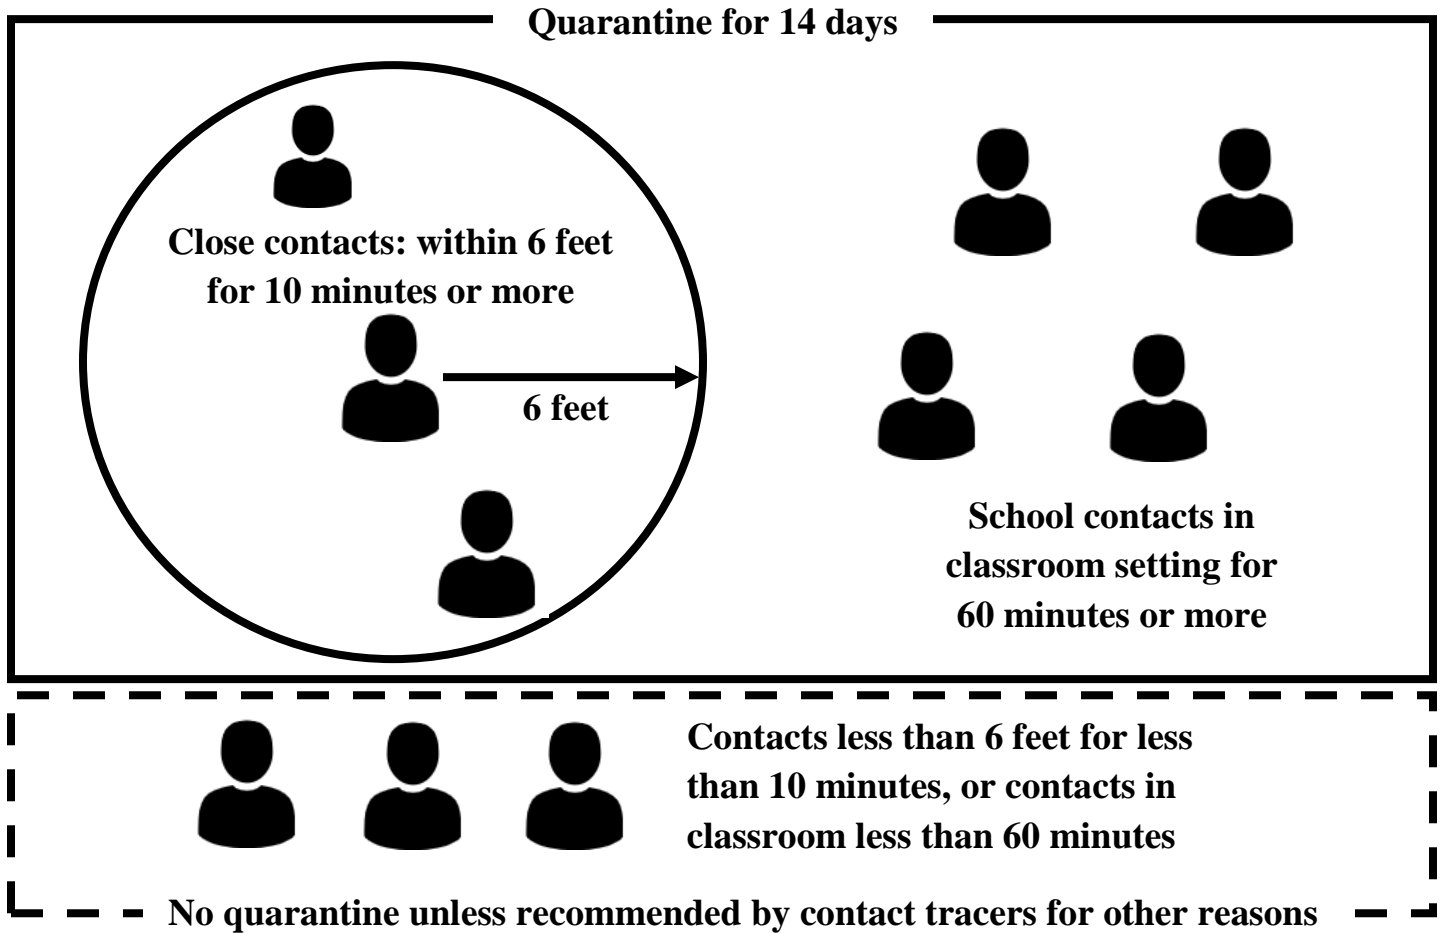 Quarantine for 14 days
Close contacts: within 6 feet
for 10 minutes or more
6 feet
School contacts in
classroom setting for
60 minutes or more
Contacts less than 6 feet for less
than 10 minutes, or contacts in
classroom less than 60 minutes
No quarantine unless recommended by contact tracers for other reasons